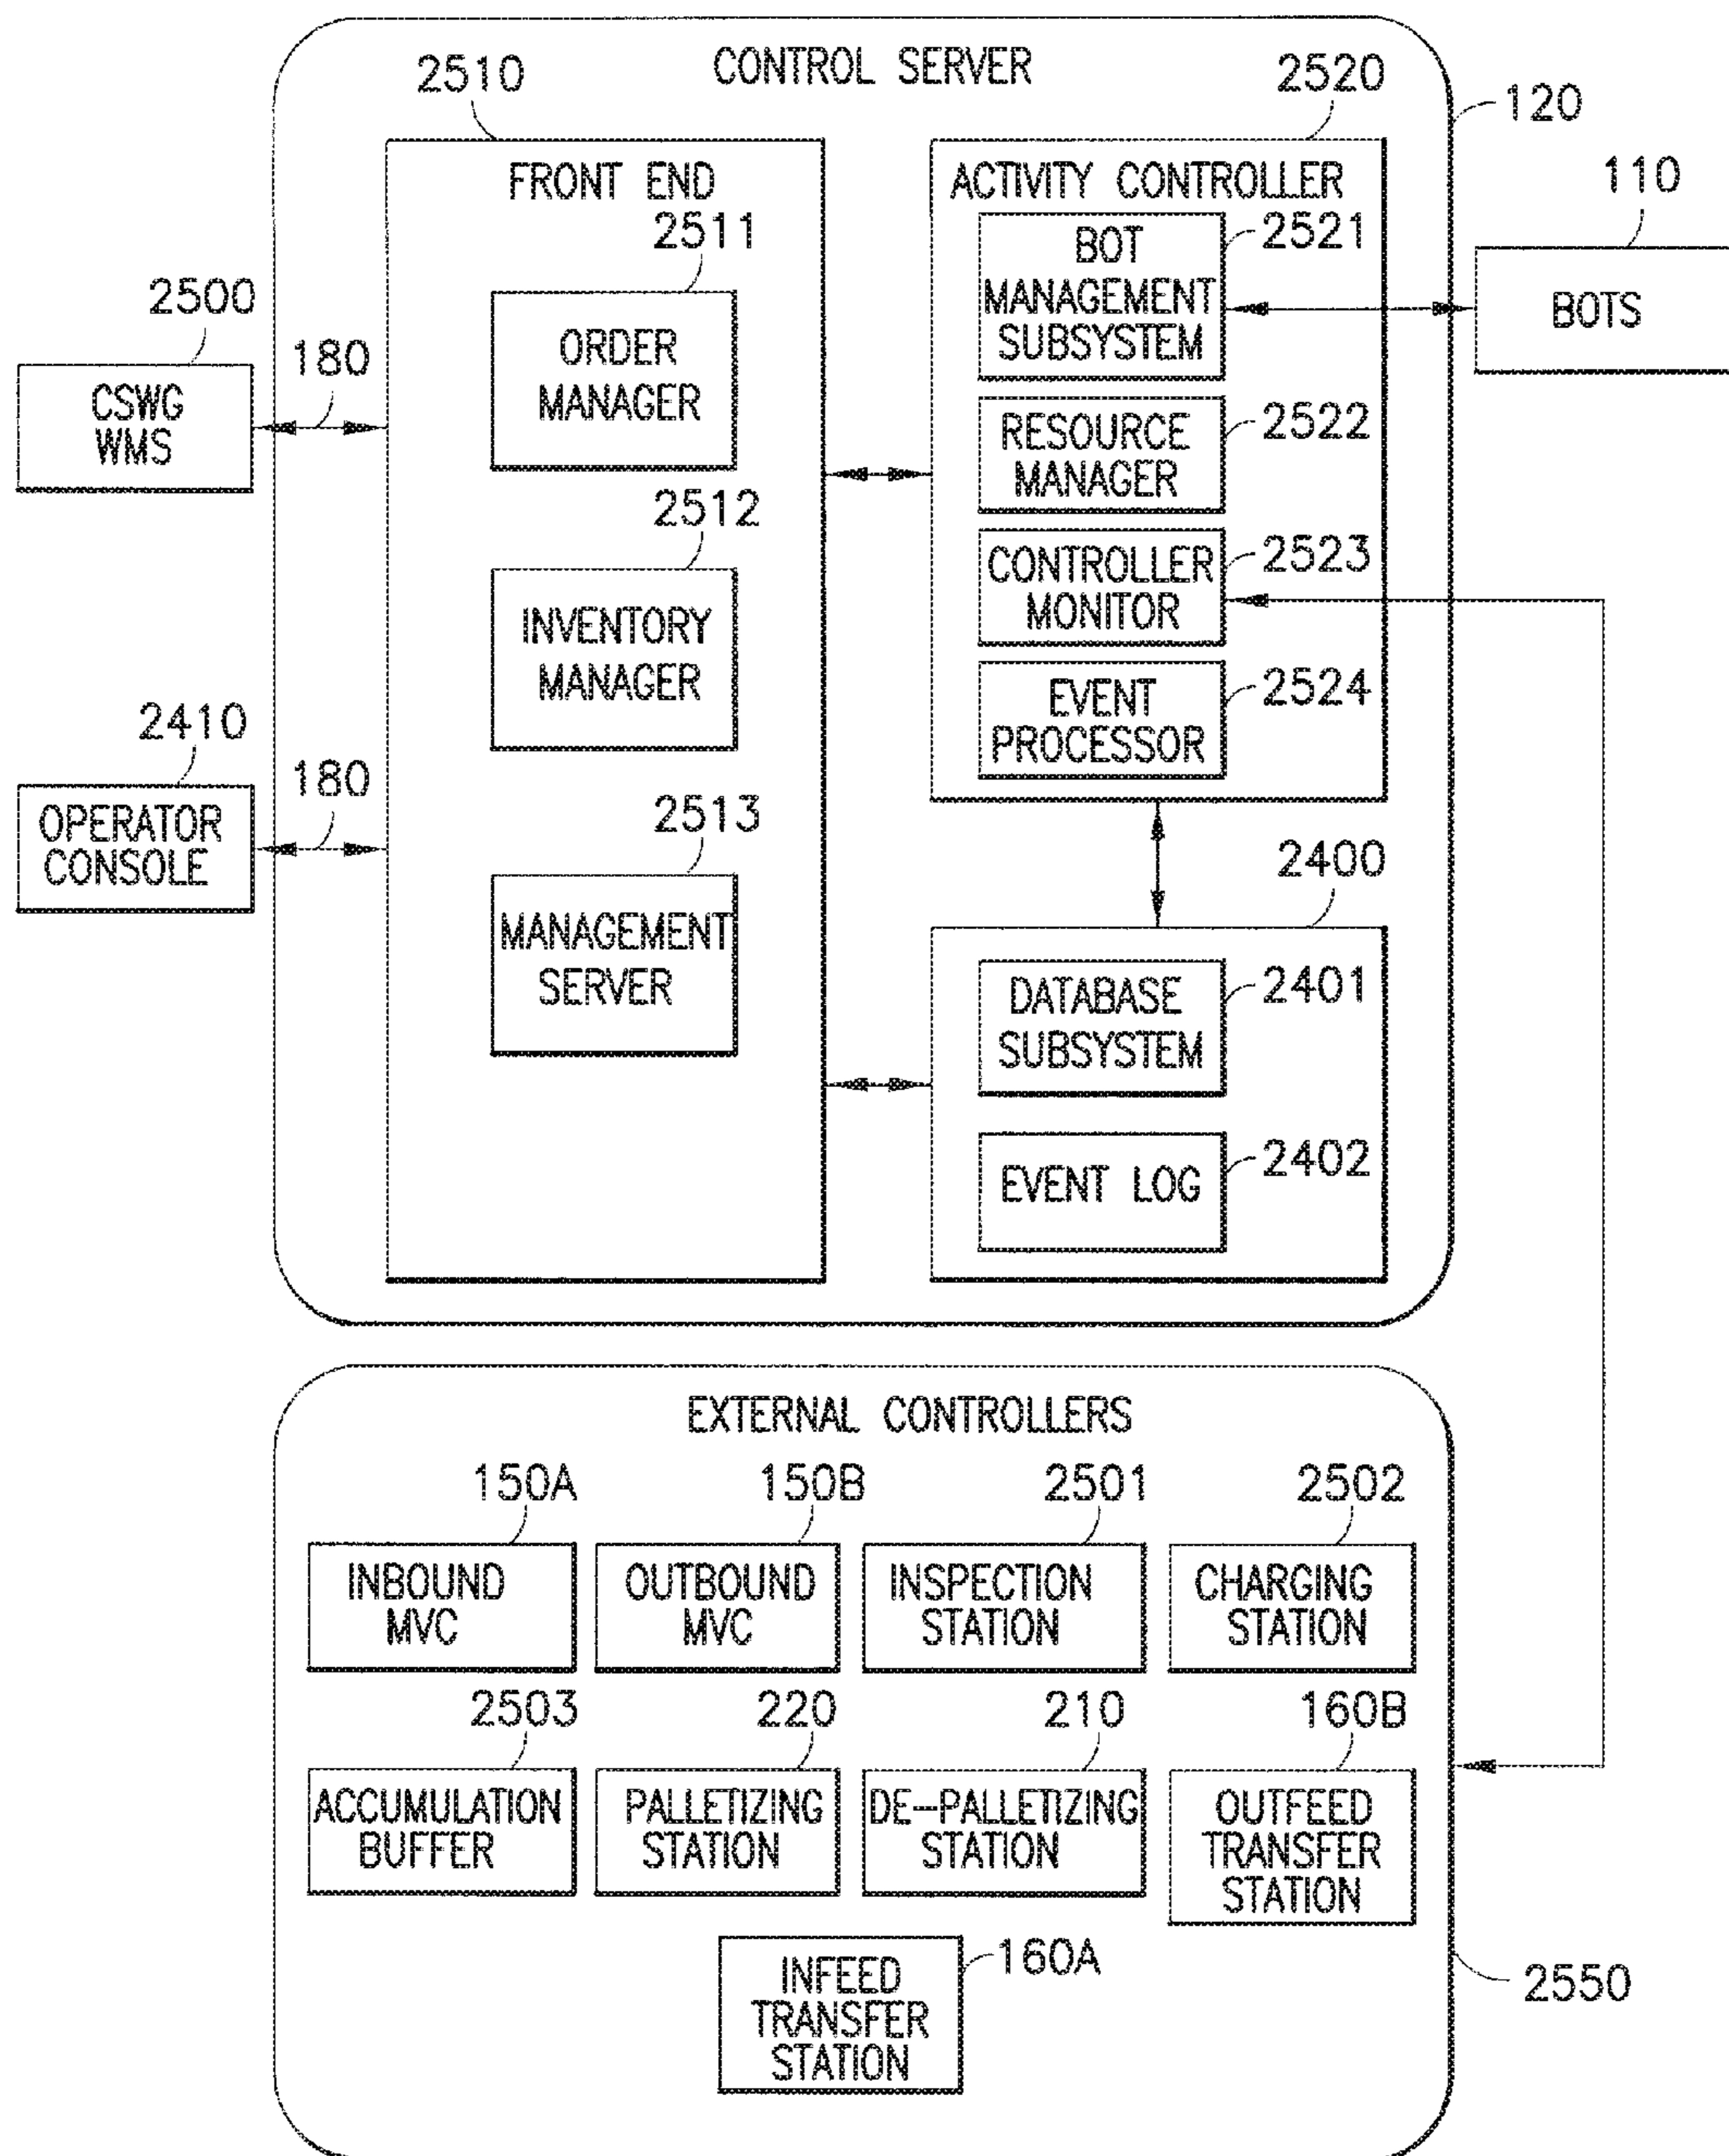 CONTROL SERVER
2510
2520
120
FRONT END
ACTIVITY CONTROLLER
110
2511
BOT
MANAGEMENT
SUBSYSTEM
2521
BOTS
2500
CSWG
WMS
180
ORDER
MANAGER
RESOURCE
MANAGER
2522
2512
CONTROLLER
MONITOR
2523
INVENTORY
MANAGER
EVENT
PROCESSOR
2524
2410
OPERATOR
CONSOLE
180
2513
2400
MANAGEMENT
SERVER
DATABASE
SUBSYSTEM
2401
EVENT LOG
2402
EXTERNAL CONTROLLERS
150A
150B
2501
2502
INBOUND
MVC
OUTBOUND
MVC
INSPECTION
STATION
CHARGING
STATION
2503
220
210
160B
ACCUMULATION
BUFFER
PALLETIZING
STATION
DE-PALLETIZING
STATION
OUTFEED
TRANSFER
STATION
INFEED
TRANSFER
STATION
160A
2550